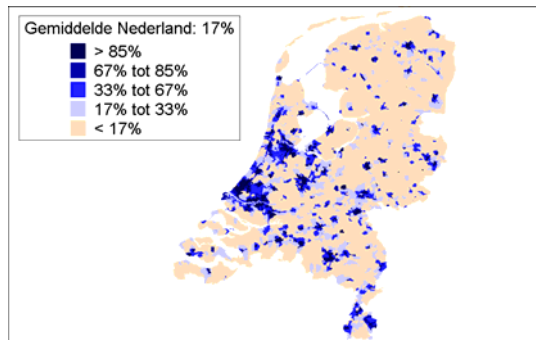 Gemiddelde Nederland: 17%
> 85%
67% tot 85%
33% tot 67%
17% tot 33%
< 17%